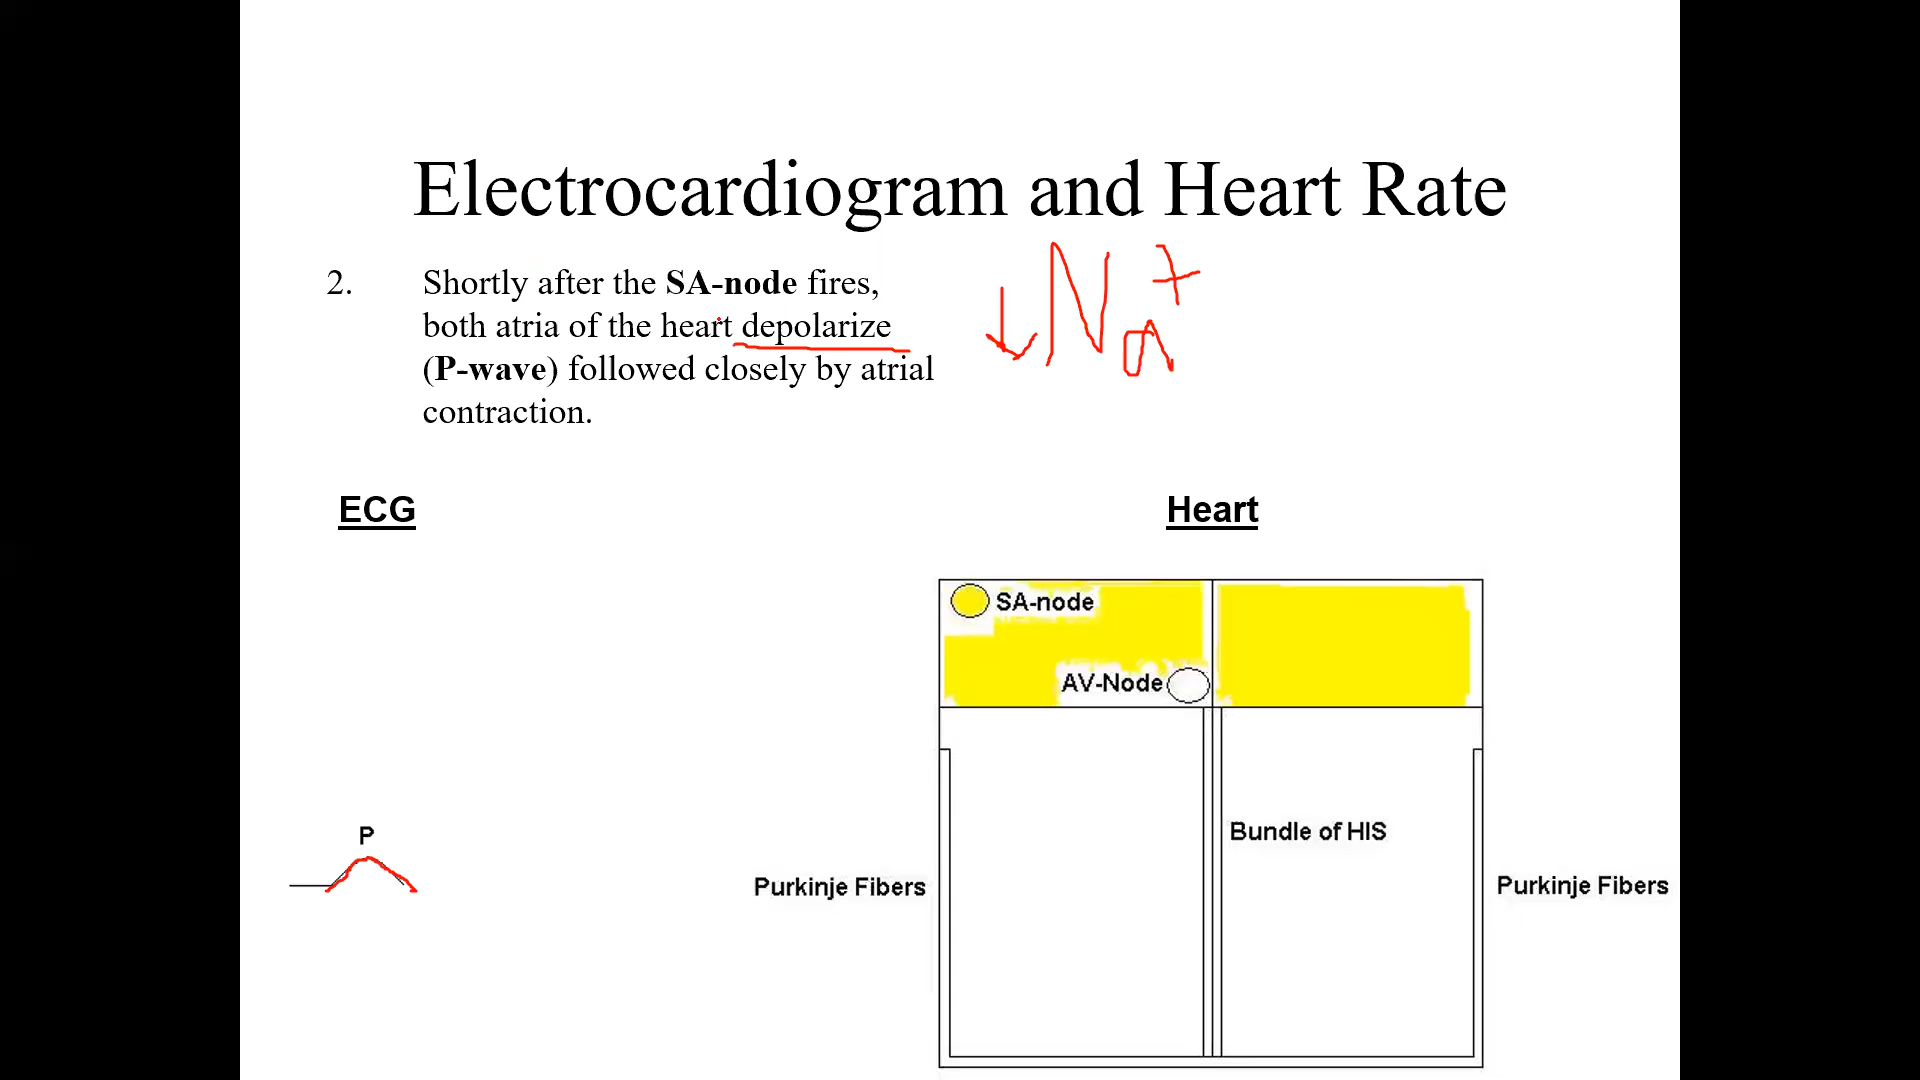 Electrocardiogram and Heart Rate
2. Shortly after the SA-node fires,
both atria of the heart depolarize
(P-wave) followed closely by atrial
contraction.
↓Na+
ECG
Heart
SA-node
AV-Node
P
Bundle of HIS
Purkinje Fibers
Purkinje Fibers